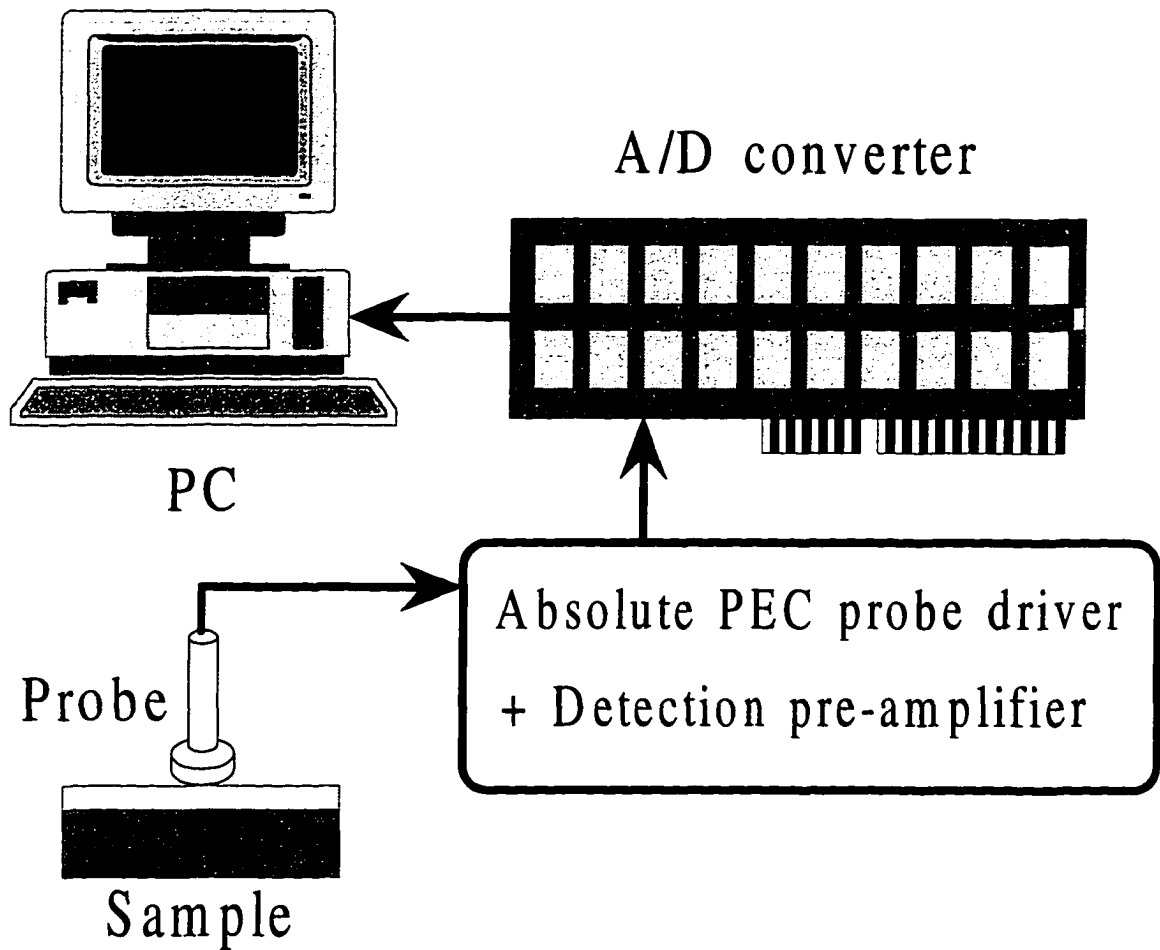 A/D converter
PC
Absolute PEC probe driver
+ Detection pre-amplifier
Probe
Sample